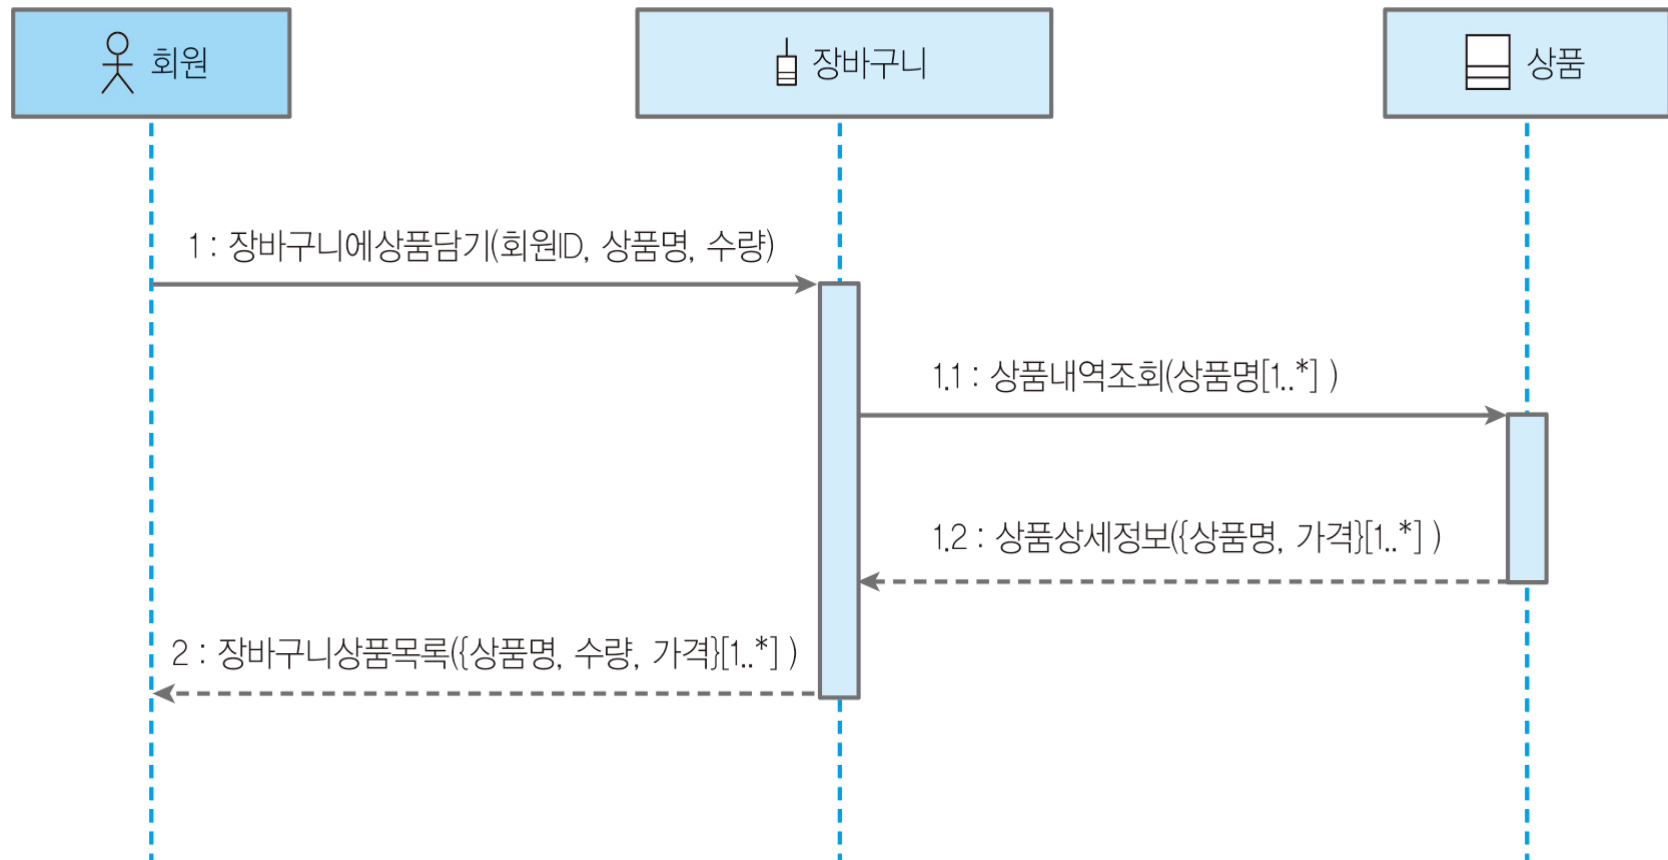 회원
장바구니
상품
1 : 장바구니에상품담기(회원ID, 상품명, 수량)
1.1 : 상품내역조회(상품명[1..*] )
1.2 : 상품상세정보({상품명, 가격}[1..*] )
2 : 장바구니상품목록({상품명, 수량, 가격}[1..*] )